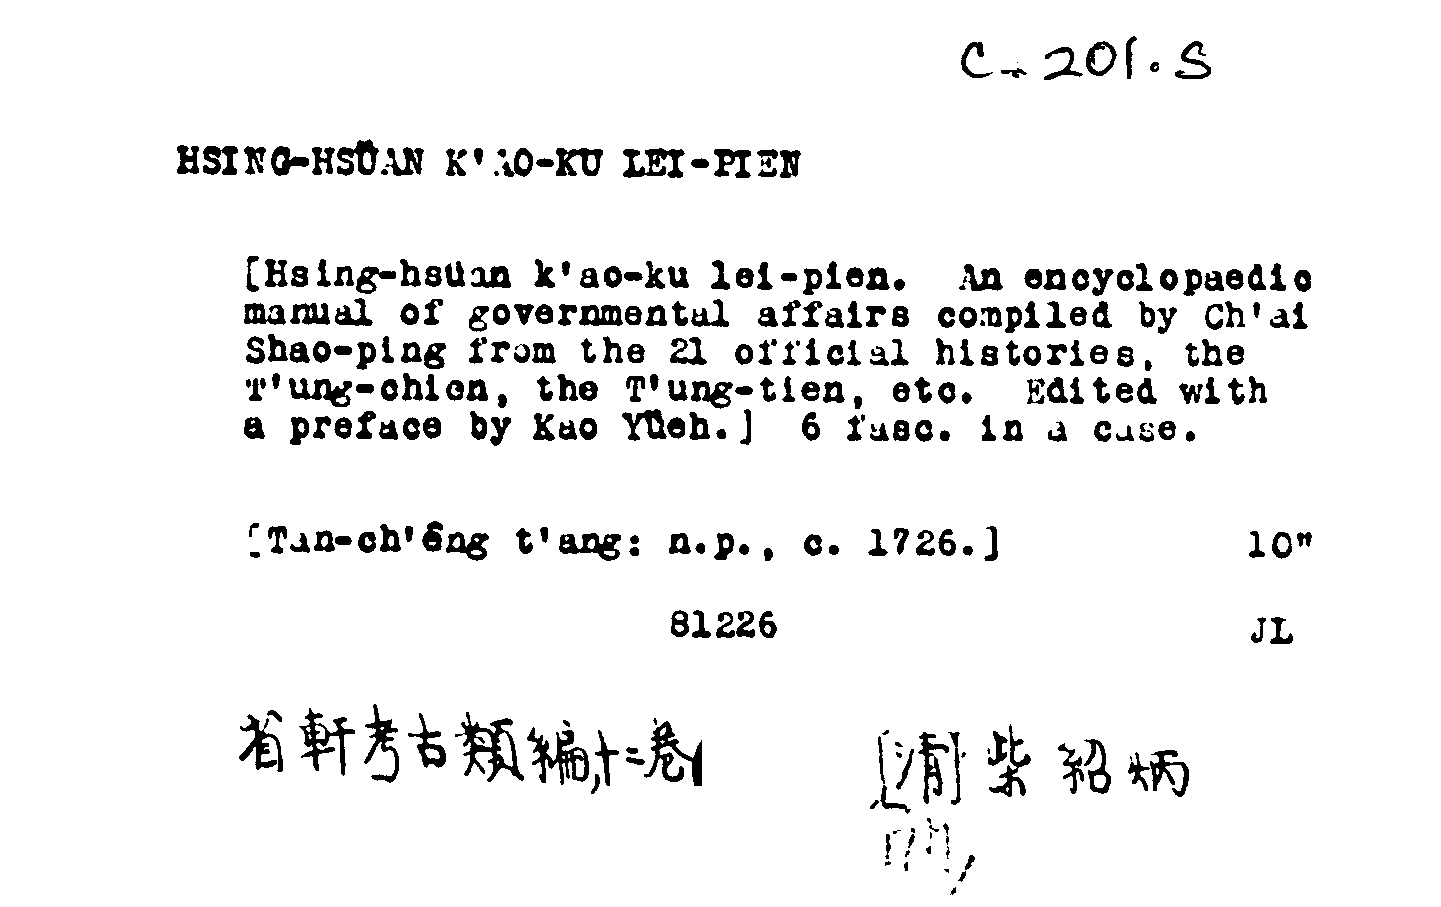 C-201.S
HSING-HSÜAN K'AO-KU LEI-PIEN
[Hsing-hsüan k'ao-ku lei-pien. An encyclopaedic
manual of governmental affairs compiled by Ch'ai
Shao-ping from the 21 official histories, the
T'ung-chien, the T'ung-tien, etc. Edited with
a preface by Kao Yüeh.] 6 fasc. in a case.
[Tan-ch'êng t'ang: n.p., c. 1726.] 10"
81226 JL
省軒考古類編,十二卷 [清]柴紹炳